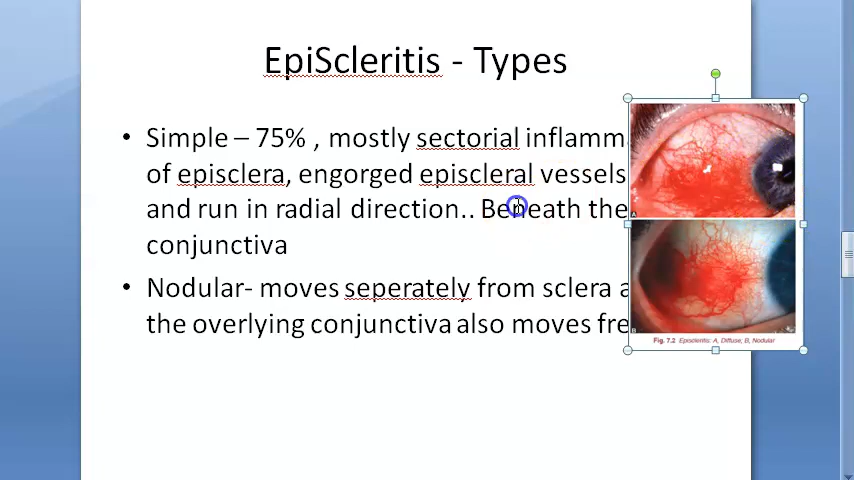 EpiScleritis - Types
• Simple – 75% , mostly sectorial inflamm
of episclera, engorged episcleral vessels
and run in radial direction.. Beneath the
conjunctiva
• Nodular- moves seperately from sclera a
the overlying conjunctiva also moves fre
A
B
Fig. 7.2 Episcleritis: A, Diffuse; B, Nodular